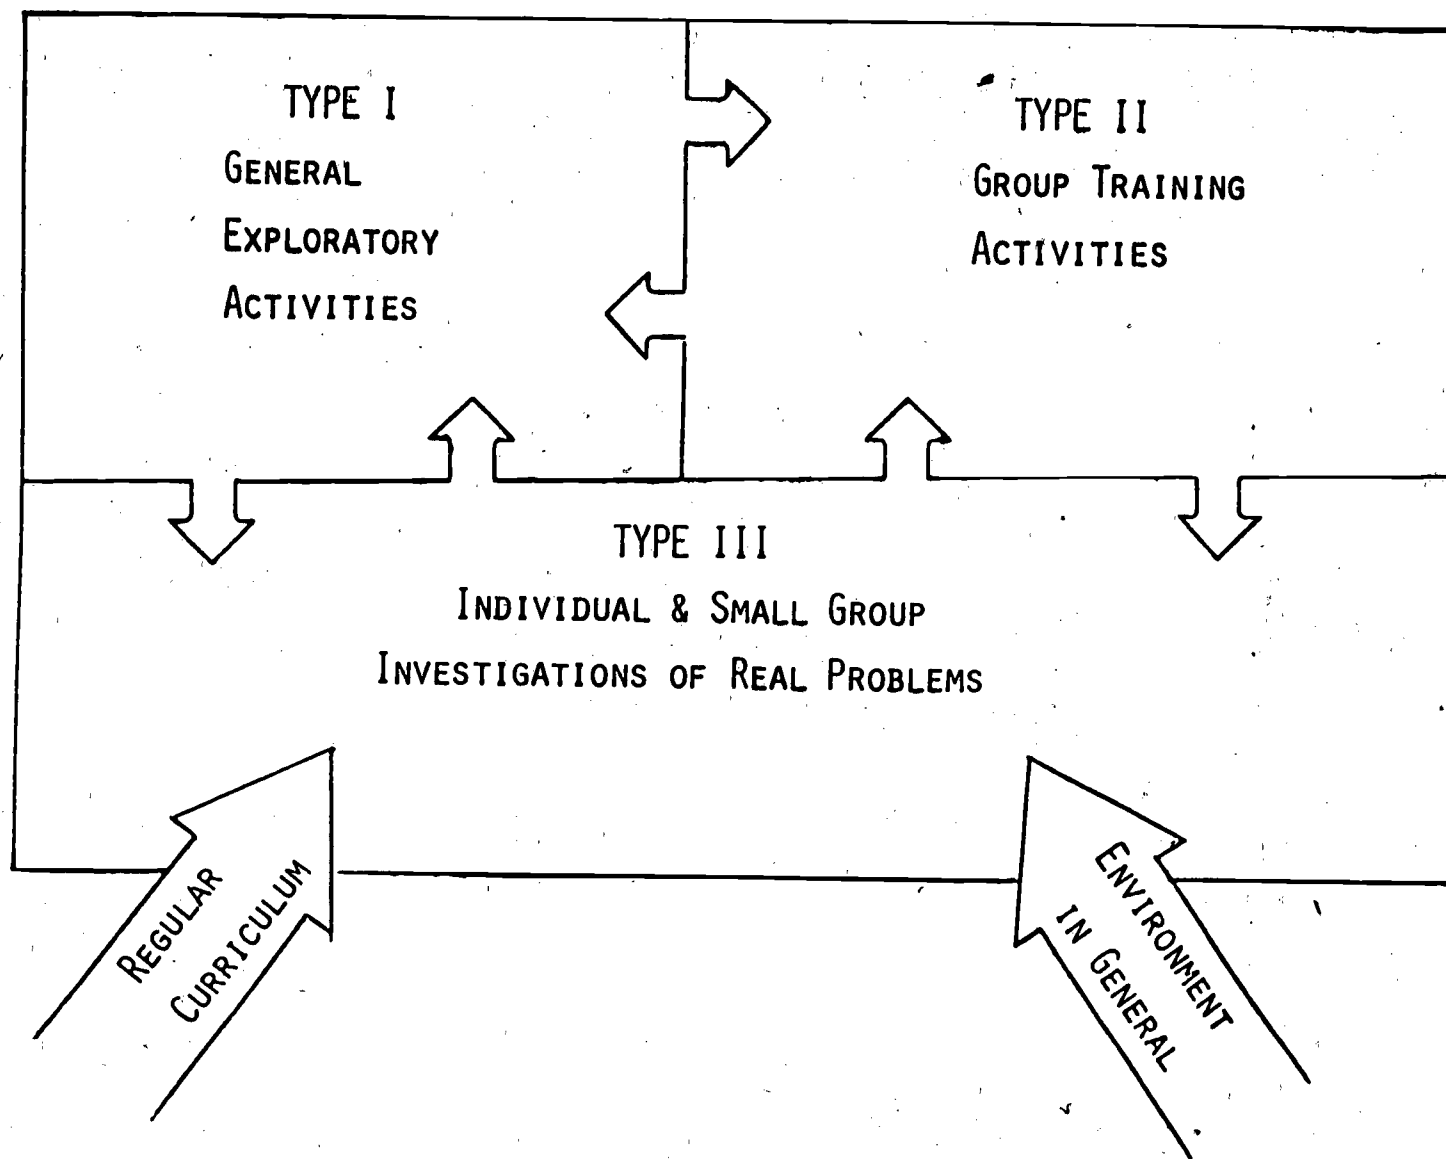 TYPE I
GENERAL
EXPLORATORY
ACTIVITIES
TYPE II
GROUP TRAINING
ACTIVITIES
TYPE III
INDIVIDUAL & SMALL GROUP
INVESTIGATIONS OF REAL PROBLEMS
REGULAR
CURRICULUM
ENVIRONMENT
IN GENERAL